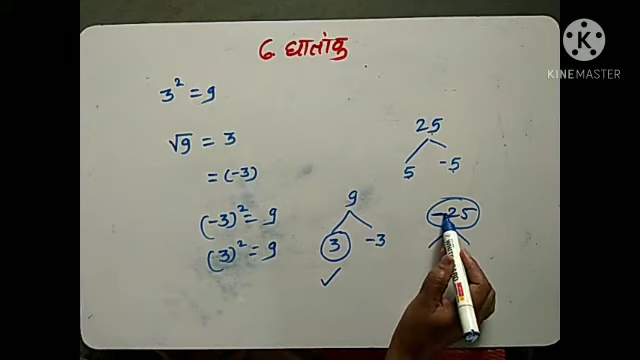 ६. घातांक
3² = 9
√9 = 3
= (-3)
(-3)² = 9
(3)² = 9
9
3 -3
✓
25
5 -5
-25
KINEMASTER